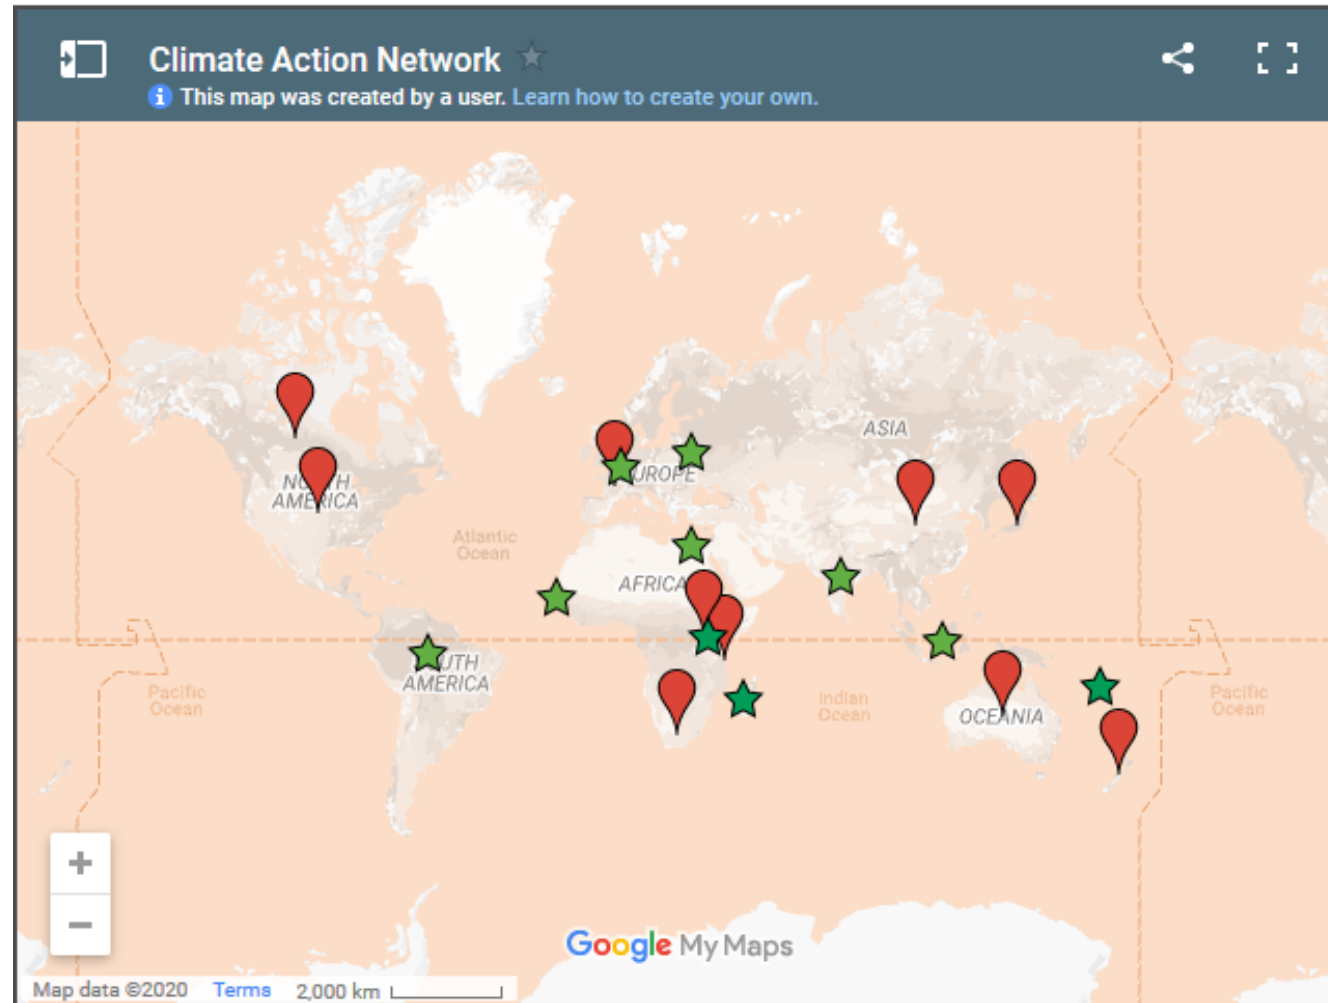 Climate Action Network
This map was created by a user. Learn how to create your own.
ASIA
EUROPE
NORTH
AMERICA
Atlantic
Ocean
AFRICA
SOUTH
AMERICA
Pacific
Ocean
Indian
Ocean
OCEANIA
Pacific
Ocean
+
−
Google My Maps
Map data ©2020 Terms 2,000 km